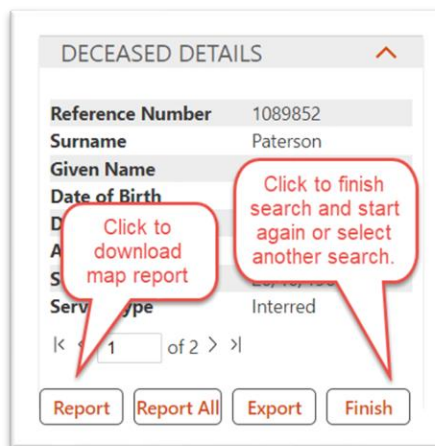 DECEASED DETAILS
Reference Number 1089852
Surname Paterson
Given Name
Date of Birth
Click to finish
search and start
again or select
another search.
Click to
download
map report
Interred
1 of 2
Report Report All Export Finish